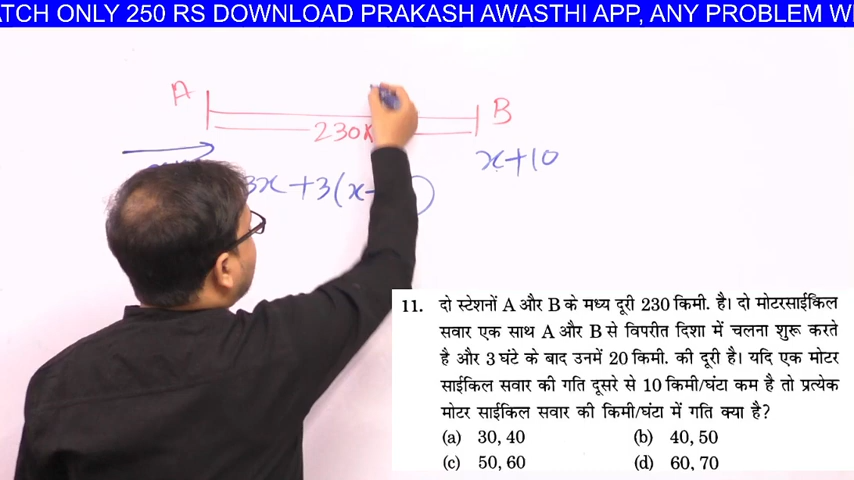 ATCH ONLY 250 RS DOWNLOAD PRAKASH AWASTHI APP, ANY PROBLEM W
A B
230K
x+10
3x+3(x+
)
11. दो स्टेशनों A और B के मध्य दूरी 230 किमी. है। दो मोटरसाईकिल
सवार एक साथ A और B से विपरीत दिशा में चलना शुरू करते
है और 3 घंटे के बाद उनमें 20 किमी. की दूरी है। यदि एक मोटर
साईकिल सवार की गति दूसरे से 10 किमी/घंटा कम है तो प्रत्येक
मोटर साईकिल सवार की किमी/घंटा में गति क्या है?
(a) 30, 40 (b) 40, 50
(c) 50, 60 (d) 60, 70